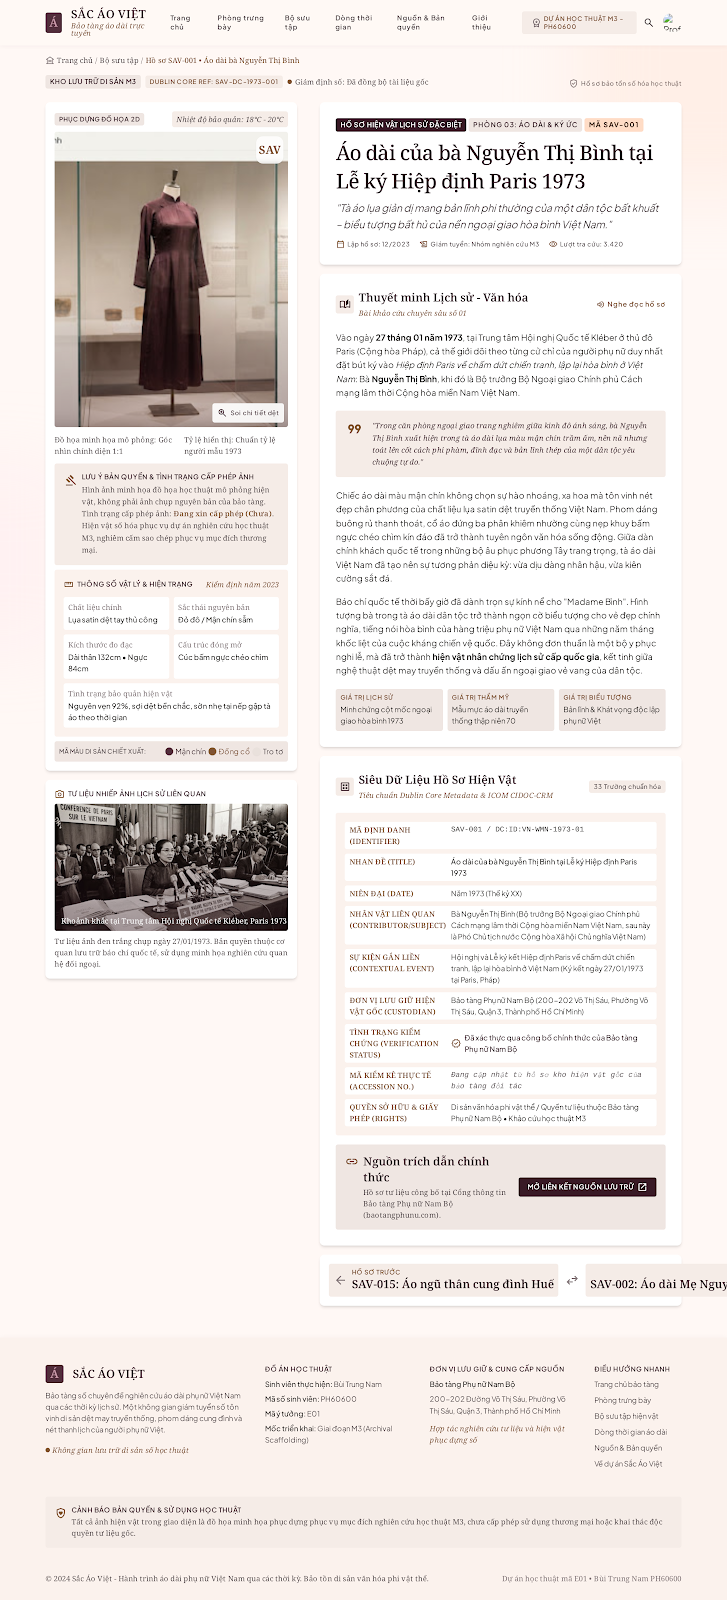 Á
SẮC ÁO VIỆT
Bảo tàng áo dài trực
tuyến
Trang
chủ
Phòng trưng
bày
Bộ sưu
tập
Dòng thời
gian
Nguồn & Bản
quyền
Giới
thiệu
DỰ ÁN HỌC THUẬT M3 –
PH60600
Trang chủ / Bộ sưu tập / Hồ sơ SAV-001 • Áo dài bà Nguyễn Thị Bình
KHO LƯU TRỮ DI SẢN M3
DUBLIN CORE REF: SAV-DC-1973-001
Giám định số: Đã đồng bộ tài liệu gốc
Hồ sơ bảo tồn số hóa học thuật
PHỤC DỰNG ĐỒ HỌA 2D
Nhiệt độ bảo quản: 18°C - 20°C
SAV
Soi chi tiết dệt
Đồ họa minh họa mô phỏng: Góc
nhìn chính diện 1:1
Tỷ lệ hiển thị: Chuẩn tỷ lệ
người mẫu 1973
LƯU Ý BẢN QUYỀN & TÌNH TRẠNG CẤP PHÉP ẢNH
Hình ảnh minh họa đồ họa học thuật mô phỏng hiện
vật, không phải ảnh chụp nguyên bản của bảo tàng.
Tình trạng cấp phép ảnh: Đang xin cấp phép (Chưa).
Hiện vật số hóa phục vụ dự án nghiên cứu học thuật
M3, nghiêm cấm sao chép phục vụ mục đích thương
mại.
THÔNG SỐ VẬT LÝ & HIỆN TRẠNG
Kiểm định năm 2023
Chất liệu chính
Lụa satin dệt tay thủ công
Sắc thái nguyên bản
Đỏ đô / Mận chín sẫm
Kích thước đo đạc
Dài thân 132cm • Ngực
84cm
Cấu trúc đóng mở
Cúc bấm ngực chéo chìm
Tình trạng bảo quản hiện vật
Nguyên vẹn 92%, sợi dệt bền chắc, sờn nhẹ tại nếp gấp tà
áo theo thời gian
MÃ MÀU DI SẢN CHIẾT XUẤT:
Mận chín
Đồng cổ
Tro tơ
TƯ LIỆU NHIẾP ẢNH LỊCH SỬ LIÊN QUAN
CONFERENCE DE PARIS
SUR LE VIETNAM
Khoảnh khắc tại Trung tâm Hội nghị Quốc tế Kléber, Paris 1973
Tư liệu ảnh đen trắng chụp ngày 27/01/1973. Bản quyền thuộc cơ
quan lưu trữ báo chí quốc tế, sử dụng minh họa nghiên cứu quan
hệ đối ngoại.
HỒ SƠ HIỆN VẬT LỊCH SỬ ĐẶC BIỆT
PHÒNG 03: ÁO DÀI & KÝ ỨC
MÃ SAV-001
Áo dài của bà Nguyễn Thị Bình tại
Lễ ký Hiệp định Paris 1973
"Tà áo lụa giản dị mang bản lĩnh phi thường của một dân tộc bất khuất
– biểu tượng bất hủ của nền ngoại giao hòa bình Việt Nam."
Lập hồ sơ: 12/2023
Giám tuyển: Nhóm nghiên cứu M3
Lượt tra cứu: 3.420
Thuyết minh Lịch sử - Văn hóa
Bài khảo cứu chuyên sâu số 01
Nghe đọc hồ sơ
Vào ngày 27 tháng 01 năm 1973, tại Trung tâm Hội nghị Quốc tế Kléber ở thủ đô
Paris (Cộng hòa Pháp), cả thế giới dõi theo từng cử chỉ của người phụ nữ duy nhất
đặt bút ký vào Hiệp định Paris về chấm dứt chiến tranh, lập lại hòa bình ở Việt
Nam: Bà Nguyễn Thị Bình, khi đó là Bộ trưởng Bộ Ngoại giao Chính phủ Cách
mạng lâm thời Cộng hòa miền Nam Việt Nam.
"Trong căn phòng ngoại giao trang nghiêm giữa kinh đô ánh sáng, bà Nguyễn
Thị Bình xuất hiện trong tà áo dài lụa màu mận chín trầm ấm, nền nã nhưng
toát lên cốt cách phi phàm, đĩnh đạc và bản lĩnh thép của một dân tộc yêu
chuộng tự do."
Chiếc áo dài màu mận chín không chọn sự hào nhoáng, xa hoa mà tôn vinh nét
đẹp chân phương của chất liệu lụa satin dệt truyền thống Việt Nam. Phom dáng
buông rủ thanh thoát, cổ áo đứng ba phân khiêm nhường cùng nẹp khuy bấm
ngực chéo chìm kín đáo đã trở thành tuyên ngôn văn hóa sống động. Giữa dàn
chính khách quốc tế trong những bộ âu phục phương Tây trang trọng, tà áo dài
Việt Nam đã tạo nên sự tương phản diệu kỳ: vừa dịu dàng nhân hậu, vừa kiên
cường sắt đá.
Báo chí quốc tế thời bấy giờ đã dành trọn sự kính nể cho "Madame Binh". Hình
tượng bà trong tà áo dài dân tộc trở thành ngọn cờ biểu trưng cho vẻ đẹp chính
nghĩa, tiếng nói hòa bình của hàng triệu phụ nữ Việt Nam qua những năm tháng
khốc liệt của cuộc kháng chiến vệ quốc. Đây không đơn thuần là một bộ y phục
nghi lễ, mà đã trở thành hiện vật nhân chứng lịch sử cấp quốc gia, kết tinh giữa
nghệ thuật dệt may truyền thống và dấu ấn ngoại giao vẻ vang của dân tộc.
GIÁ TRỊ LỊCH SỬ
Minh chứng cột mốc ngoại
giao hòa bình 1973
GIÁ TRỊ THẨM MỸ
Mẫu mực áo dài truyền
thống thập niên 70
GIÁ TRỊ BIỂU TƯỢNG
Bản lĩnh & Khát vọng độc lập
phụ nữ Việt
Siêu Dữ Liệu Hồ Sơ Hiện Vật
Tiêu chuẩn Dublin Core Metadata & ICOM CIDOC-CRM
33 Trường chuẩn hóa
MÃ ĐỊNH DANH
(IDENTIFIER)
SAV-001 / DC:ID:VN-WMN-1973-01
NHAN ĐỀ (TITLE)
Áo dài của bà Nguyễn Thị Bình tại Lễ ký Hiệp định Paris
1973
NIÊN ĐẠI (DATE)
Năm 1973 (Thế kỷ XX)
NHÂN VẬT LIÊN QUAN
(CONTRIBUTOR/SUBJECT)
Bà Nguyễn Thị Bình (Bộ trưởng Bộ Ngoại giao Chính phủ
Cách mạng lâm thời Cộng hòa miền Nam Việt Nam, sau này
là Phó Chủ tịch nước Cộng hòa Xã hội Chủ nghĩa Việt Nam)
SỰ KIỆN GẮN LIỀN
(CONTEXTUAL EVENT)
Hội nghị và Lễ ký kết Hiệp định Paris về chấm dứt chiến
tranh, lập lại hòa bình ở Việt Nam (Ký kết ngày 27/01/1973
tại Paris, Pháp)
ĐƠN VỊ LƯU GIỮ HIỆN
VẬT GỐC (CUSTODIAN)
Bảo tàng Phụ nữ Nam Bộ (200-202 Võ Thị Sáu, Phường Võ
Thị Sáu, Quận 3, Thành phố Hồ Chí Minh)
TÌNH TRẠNG KIỂM
CHỨNG (VERIFICATION
STATUS)
Đã xác thực qua công bố chính thức của Bảo tàng
Phụ nữ Nam Bộ
MÃ KIỂM KÊ THỰC TẾ
(ACCESSION NO.)
Đang cập nhật từ hồ sơ kho hiện vật gốc của
bảo tàng đối tác
QUYỀN SỞ HỮU & GIẤY
PHÉP (RIGHTS)
Di sản văn hóa phi vật thể / Quyền tư liệu thuộc Bảo tàng
Phụ nữ Nam Bộ • Khảo cứu học thuật M3
Nguồn trích dẫn chính
thức
Hồ sơ tư liệu công bố tại Cổng thông tin
Bảo tàng Phụ nữ Nam Bộ
(baotangphunu.com).
MỞ LIÊN KẾT NGUỒN LƯU TRỮ
HỒ SƠ TRƯỚC
SAV-015: Áo ngũ thân cung đình Huế
SAV-002: Áo dài Mẹ Nguy
Á
SẮC ÁO VIỆT
Bảo tàng số chuyên đề nghiên cứu áo dài phụ nữ Việt Nam
qua các thời kỳ lịch sử. Một không gian giám tuyển số tôn
vinh di sản dệt may truyền thống, phom dáng cung đình và
nét thanh lịch của người phụ nữ Việt.
Không gian lưu trữ di sản số học thuật
ĐỒ ÁN HỌC THUẬT
Sinh viên thực hiện: Bùi Trung Nam
Mã số sinh viên: PH60600
Mã ý tưởng: E01
Mốc triển khai: Giai đoạn M3 (Archival
Scaffolding)
ĐƠN VỊ LƯU GIỮ & CUNG CẤP NGUỒN
Bảo tàng Phụ nữ Nam Bộ
200-202 Đường Võ Thị Sáu, Phường Võ
Thị Sáu, Quận 3, Thành phố Hồ Chí Minh
Hợp tác nghiên cứu tư liệu và hiện vật
phục dựng số
ĐIỀU HƯỚNG NHANH
Trang chủ bảo tàng
Phòng trưng bày
Bộ sưu tập hiện vật
Dòng thời gian áo dài
Nguồn & Bản quyền
Về dự án Sắc Áo Việt
CẢNH BÁO BẢN QUYỀN & SỬ DỤNG HỌC THUẬT
Tất cả ảnh hiện vật trong giao diện là đồ họa minh họa phục dựng phục vụ mục đích nghiên cứu học thuật M3, chưa cấp phép sử dụng thương mại hoặc khai thác độc
quyền tư liệu gốc.
© 2024 Sắc Áo Việt - Hành trình áo dài phụ nữ Việt Nam qua các thời kỳ. Bảo tồn di sản văn hóa phi vật thể.
Dự án học thuật mã E01 • Bùi Trung Nam PH60600